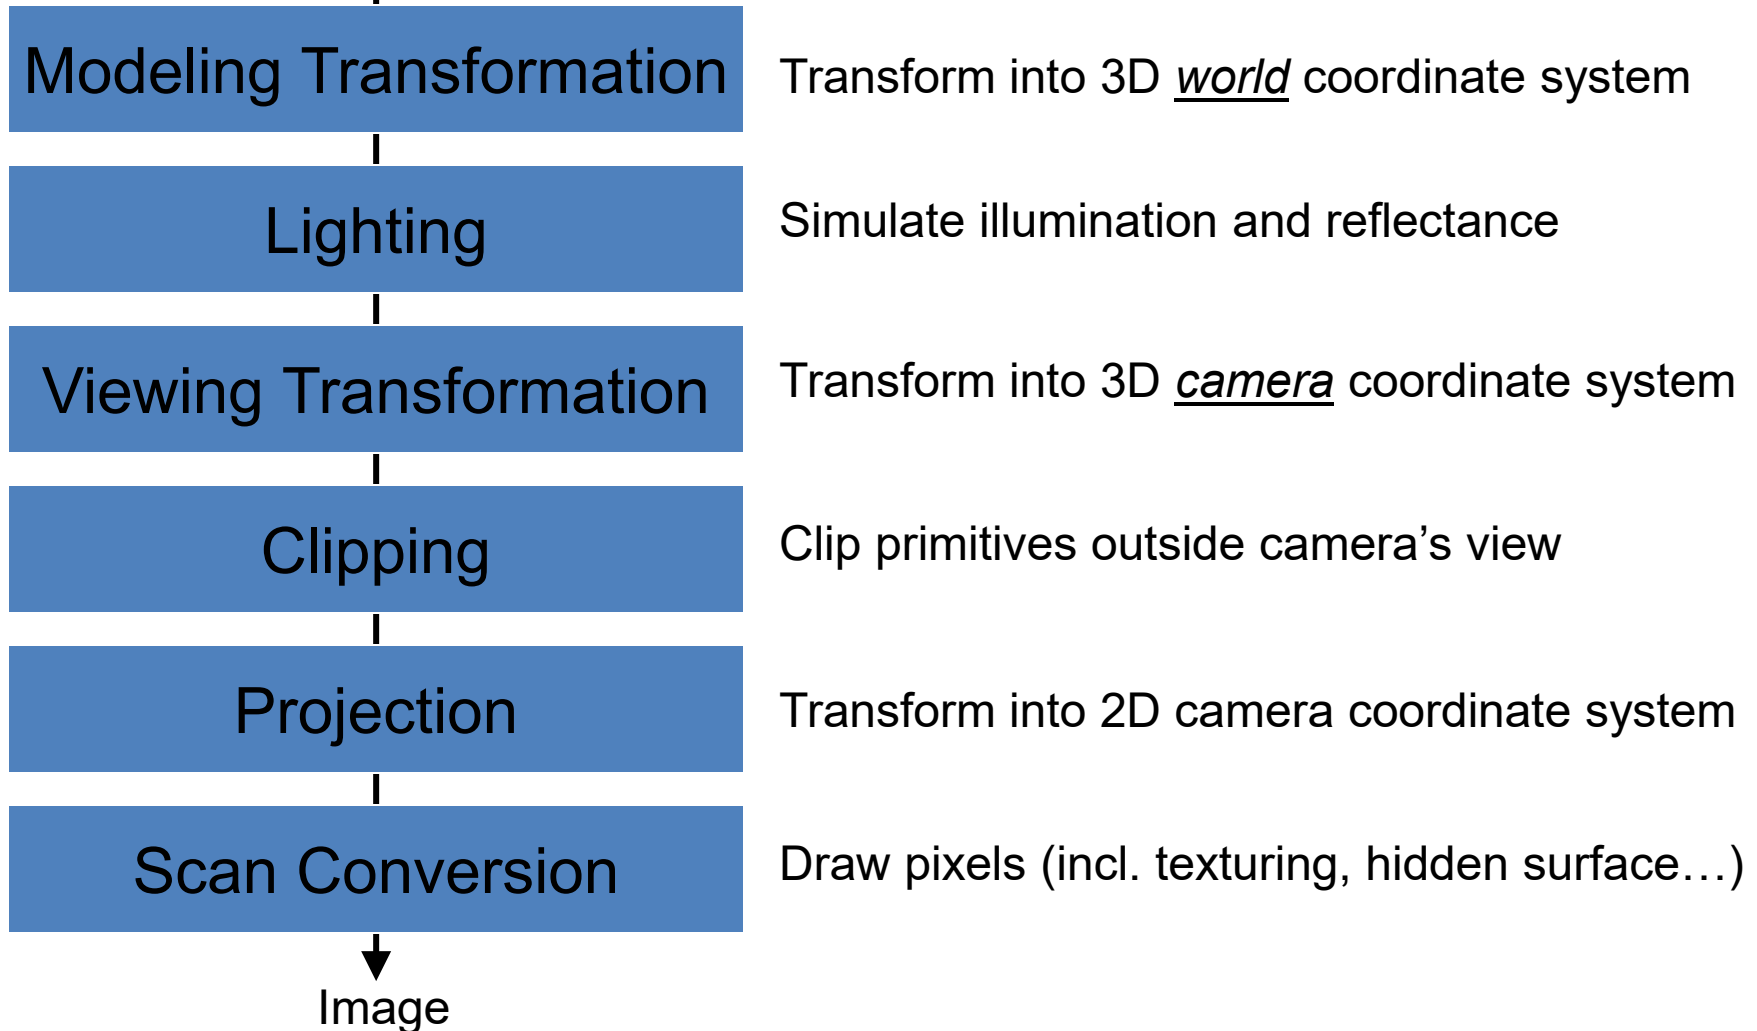 Modeling Transformation
Transform into 3D world coordinate system
Lighting
Simulate illumination and reflectance
Viewing Transformation
Transform into 3D camera coordinate system
Clipping
Clip primitives outside camera’s view
Projection
Transform into 2D camera coordinate system
Scan Conversion
Draw pixels (incl. texturing, hidden surface…)
Image